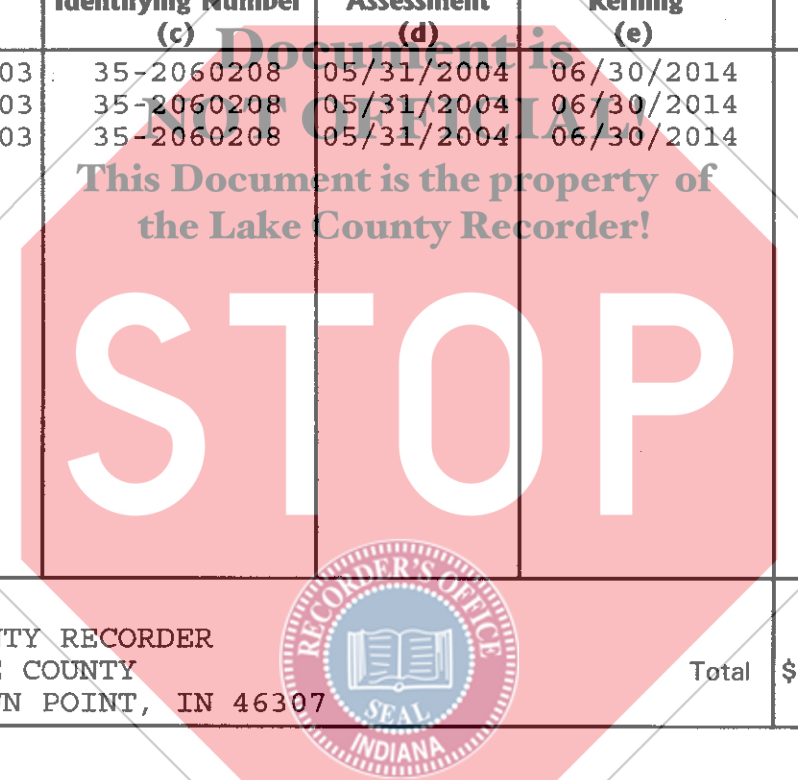 Identifying Number Assessment Refiling
(c) (d) (e)
Document is
03 35-2060208 05/31/2004 06/30/2014
03 35-2060208 05/31/2004 06/30/2014
NOT OFFICIAL!
03 35-2060208 05/31/2004 06/30/2014
This Document is the property of
the Lake County Recorder!
STOP
RECORDER'S OFFICE
SEAL
INDIANA
NTY RECORDER
COUNTY Total $
N POINT, IN 46307